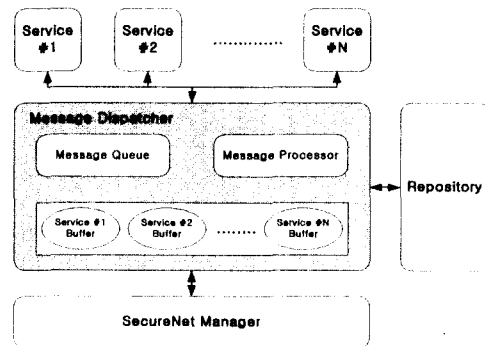 Service
#1
Service
#2
.............
Service
#N
Message Dispatcher
Message Queue
Message Processor
Repository
Service #1
Buffer
Service #2
Buffer
........
Service #N
Buffer
SecureNet Manager